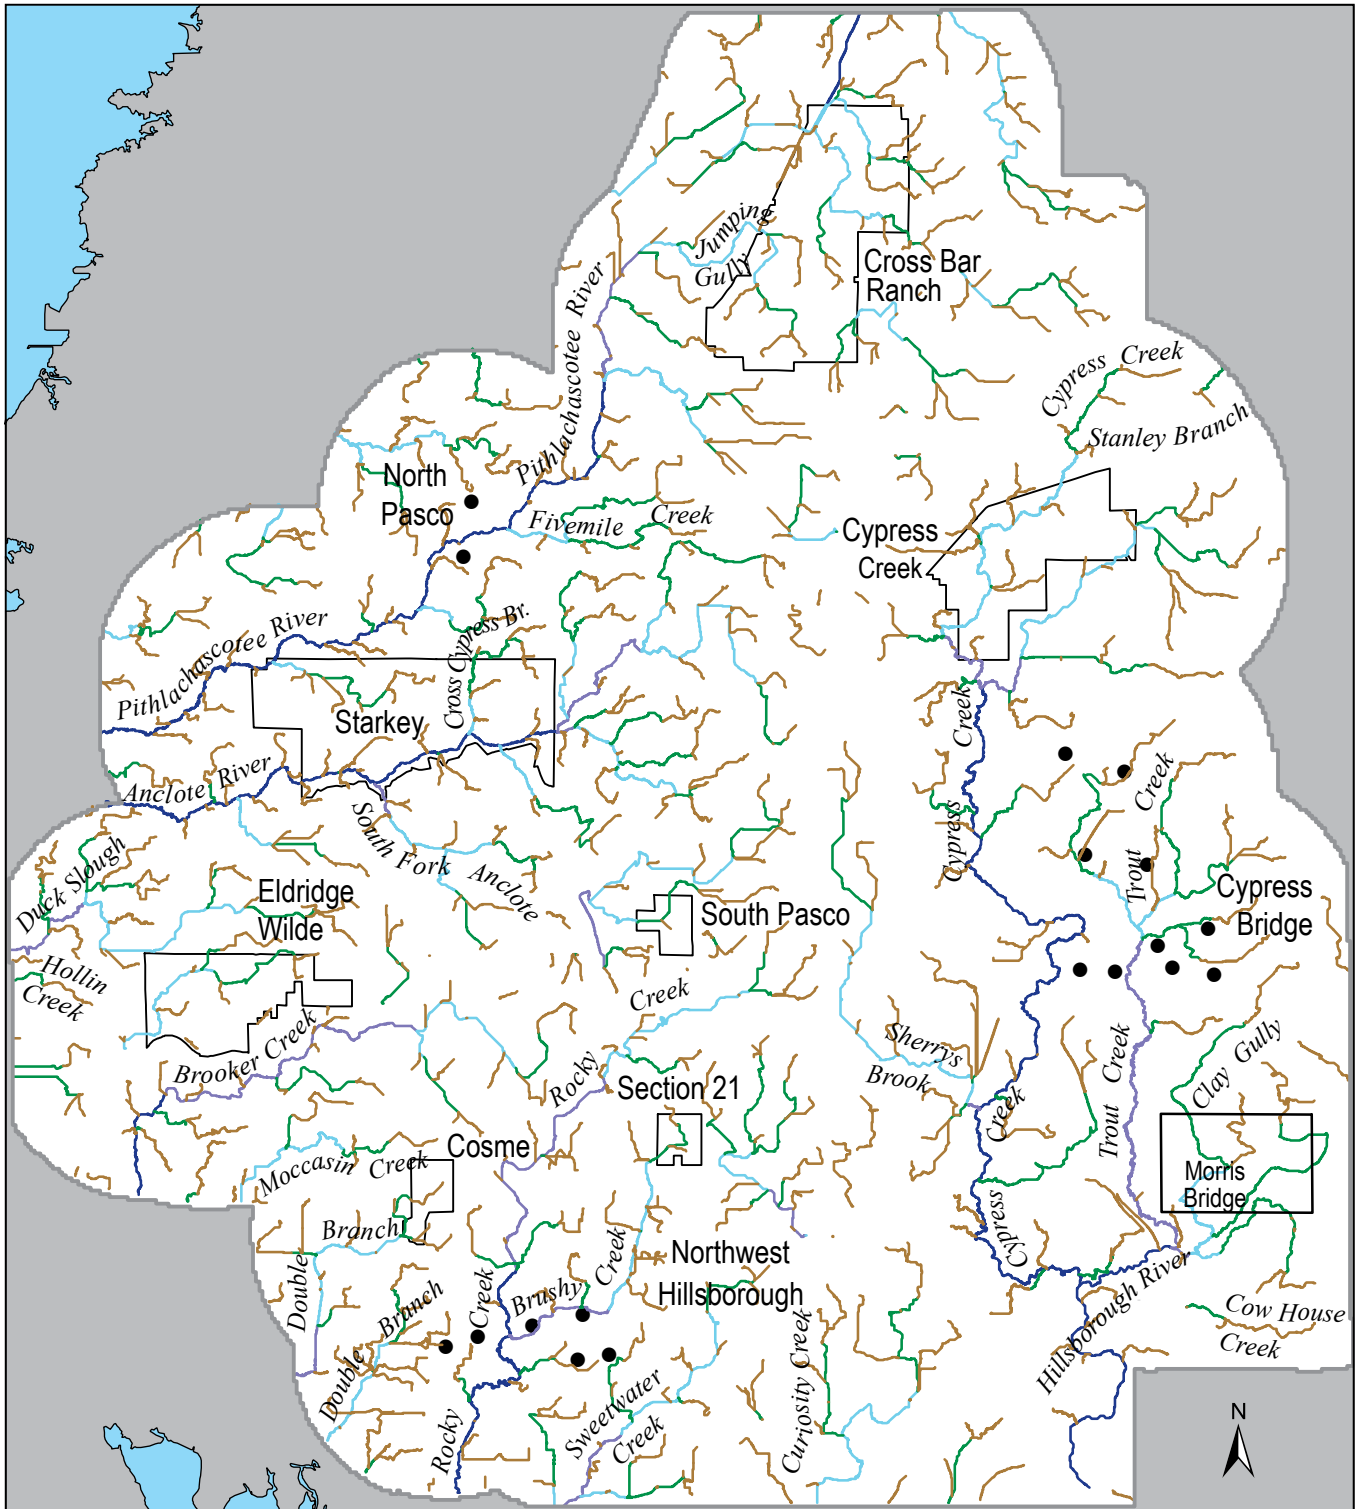 Jumping
Gully
Cross Bar
Ranch
Pithlachascotee River
Cypress Creek
Stanley Branch
North
Pasco
Pithlachascotee
Fivemile Creek
Cypress
Creek
Cross Cypress Br.
Pithlachascotee River
Starkey
Cypress Creek
Anclote River
South Fork Anclote
Trout Creek
Duck Slough
Eldridge
Wilde
South Pasco
Cypress
Bridge
Hollin
Creek
Rocky Creek
Sherrys
Brook
Brooker Creek
Section 21
Trout Creek
Clay Gully
Cypress Creek
Cosme
Moccasin Creek
Morris
Bridge
Double Branch
Northwest
Hillsborough
Brushy Creek
Double Branch
Rocky Creek
Sweetwater
Creek
Curiosity Creek
Hillsborough River
Cow House
Creek
N